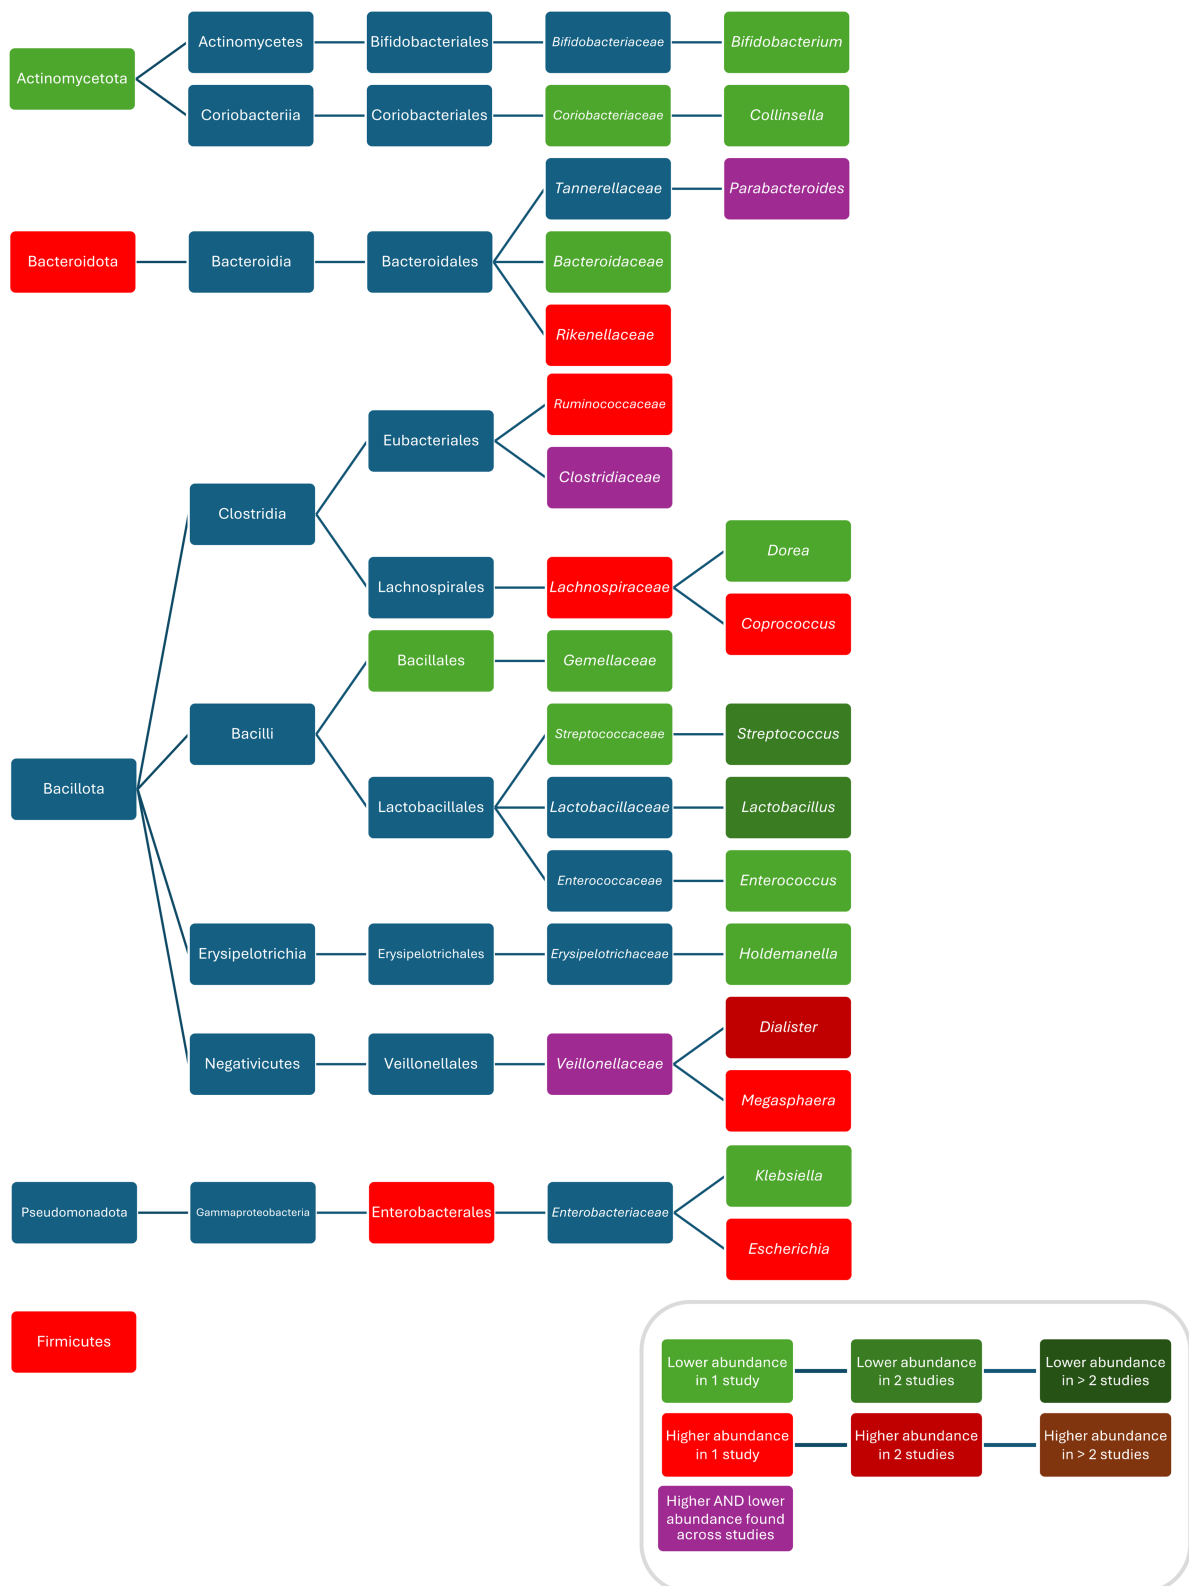 Actinomycetota
Actinomycetes
Bifidobacteriales
Bifidobacteriaceae
Bifidobacterium
Coriobacteriia
Coriobacteriales
Coriobacteriaceae
Collinsella
Bacteroidota
Bacteroidia
Bacteroidales
Tannerellaceae
Parabacteroides
Bacteroidaceae
Rikenellaceae
Bacillota
Clostridia
Eubacteriales
Ruminococcaceae
Clostridiaceae
Lachnospirales
Lachnospiraceae
Dorea
Coprococcus
Bacilli
Bacillales
Gemellaceae
Lactobacillales
Streptococcaceae
Streptococcus
Lactobacillaceae
Lactobacillus
Enterococcaceae
Enterococcus
Erysipelotrichia
Erysipelotrichales
Erysipelotrichaceae
Holdemanella
Negativicutes
Veillonellales
Veillonellaceae
Dialister
Megasphaera
Pseudomonadota
Gammaproteobacteria
Enterobacterales
Enterobacteriaceae
Klebsiella
Escherichia
Firmicutes
Lower abundance
in 1 study
Lower abundance
in 2 studies
Lower abundance
in > 2 studies
Higher abundance
in 1 study
Higher abundance
in 2 studies
Higher abundance
in > 2 studies
Higher AND lower
abundance found
across studies